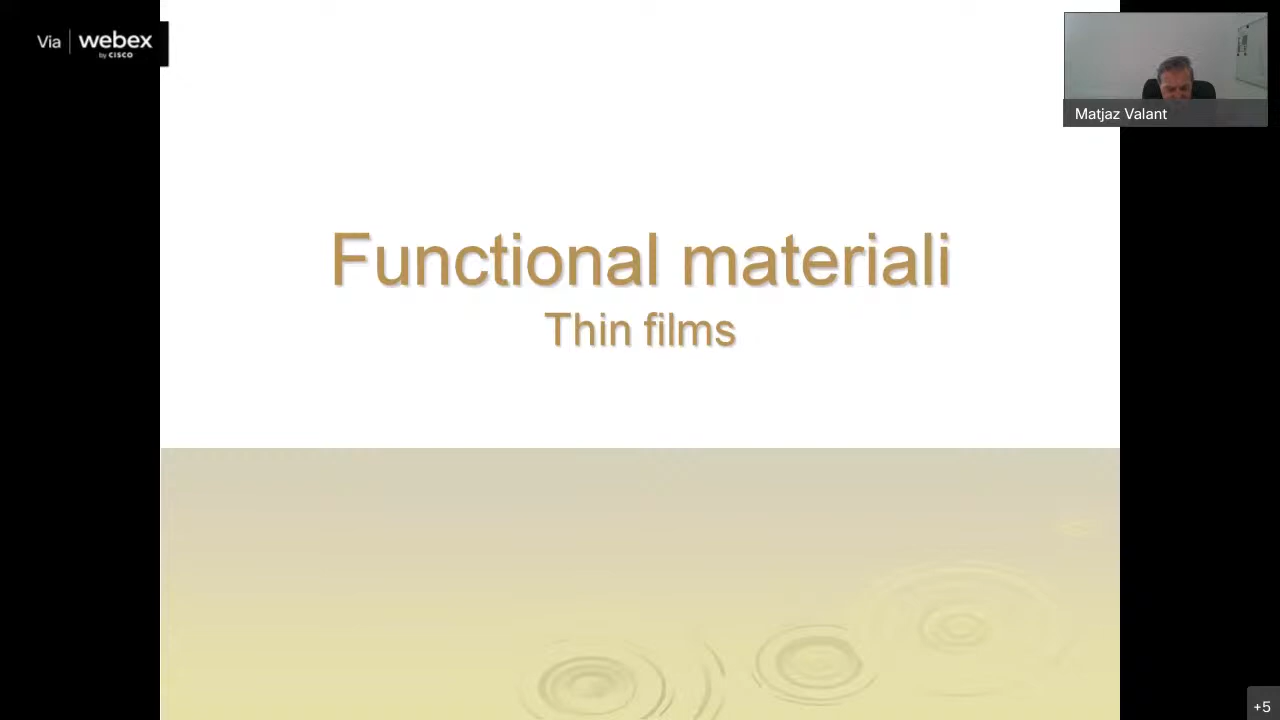 Via | webex
by CISCO
Matjaz Valant
Functional materiali
Thin films
+5